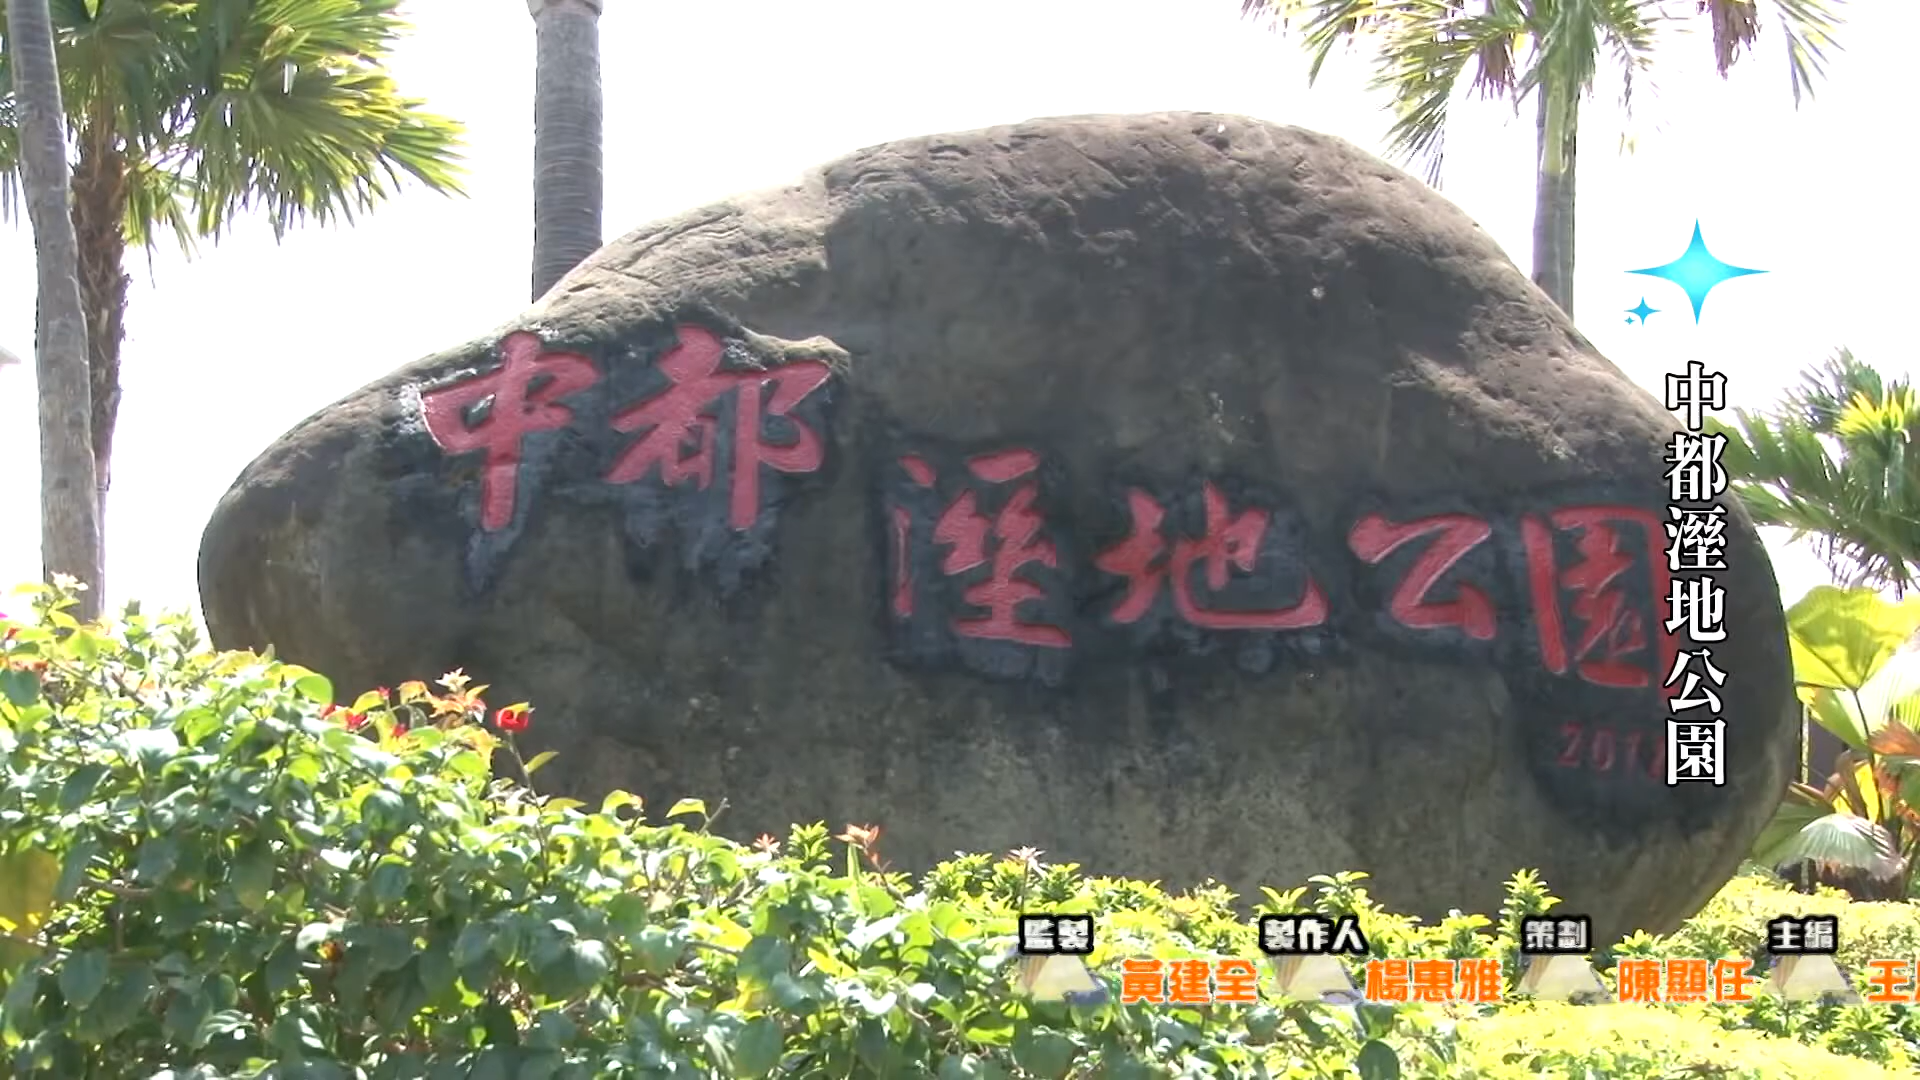 中都溼地公園
中都溼地公園
監製
黃建全
製作人
楊惠雅
策劃
陳顯任
主編
王